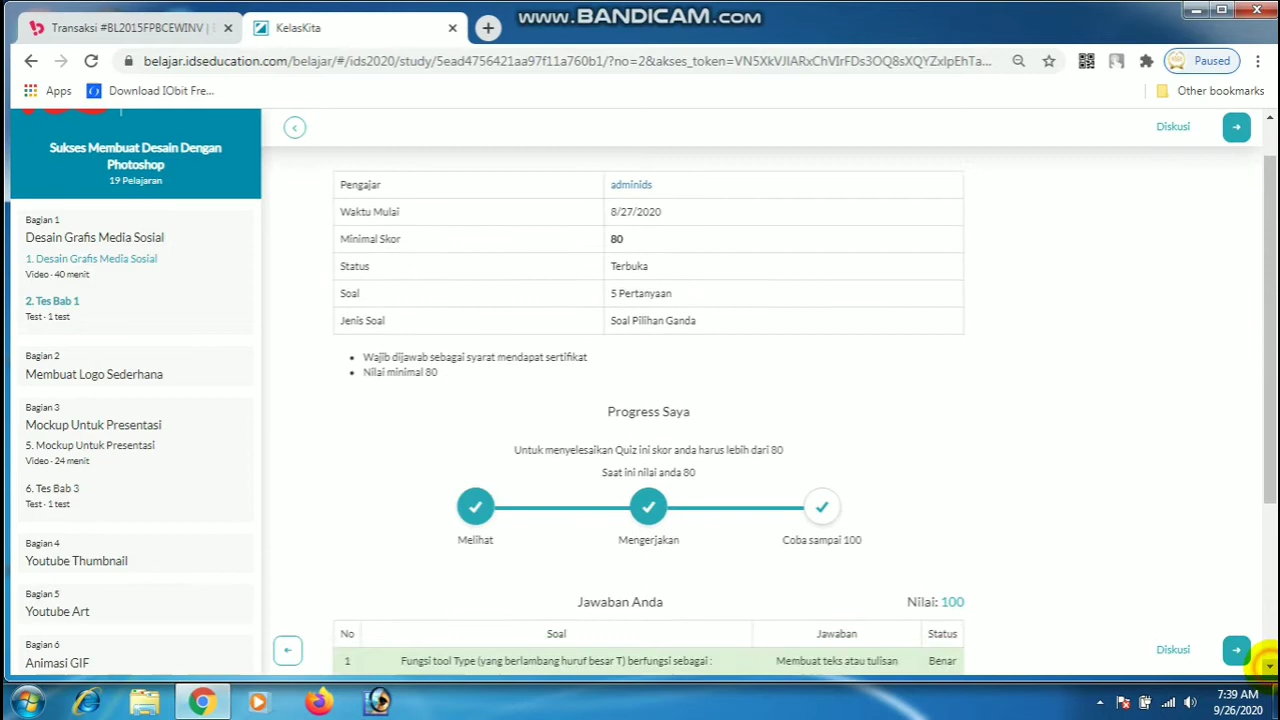 www.BANDICAM.com
Transaksi #BL2015FPBCEWINV |
KelasKita
belajar.idseducation.com/belajar/#/ids2020/study/5ead4756421aa97f11a760b1/?no=2&akses_token=VN5XkVJIARxChVIrFDs3OQ8sXQYZxIpEhTa...
Paused
Apps
Download IObit Fre...
Other bookmarks
Sukses Membuat Desain Dengan
Photoshop
19 Pelajaran
Bagian 1
Desain Grafis Media Sosial
1. Desain Grafis Media Sosial
Video - 40 menit
2. Tes Bab 1
Test - 1 test
Bagian 2
Membuat Logo Sederhana
Bagian 3
Mockup Untuk Presentasi
5. Mockup Untuk Presentasi
Video - 24 menit
6. Tes Bab 3
Test - 1 test
Bagian 4
Youtube Thumbnail
Bagian 5
Youtube Art
Bagian 6
Animasi GIF
Diskusi
Pengajar adminids
Waktu Mulai 8/27/2020
Minimal Skor 80
Status Terbuka
Soal 5 Pertanyaan
Jenis Soal Soal Pilihan Ganda
• Wajib dijawab sebagai syarat mendapat sertifikat
• Nilai minimal 80
Progress Saya
Untuk menyelesaikan Quiz ini skor anda harus lebih dari 80
Saat ini nilai anda 80
Melihat Mengerjakan Coba sampai 100
Jawaban Anda Nilai: 100
No Soal Jawaban Status
1 Fungsi tool Type (yang berlambang huruf besar T) berfungsi sebagai : Membuat teks atau tulisan Benar
Diskusi
7:39 AM
9/26/2020